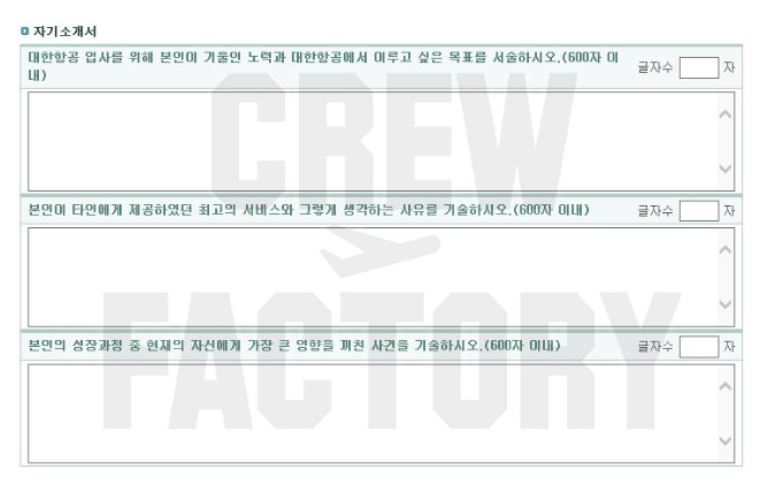 자기소개서
대한항공 입사를 위해 본인이 기울인 노력과 대한항공에서 이루고 싶은 목표를 서술하시오.(600자 이
내)
글자수 자
본인이 타인에게 제공하였던 최고의 서비스와 그렇게 생각하는 사유를 기술하시오.(600자 이내) 글자수 자
본인의 성장과정 중 현재의 자신에게 가장 큰 영향을 끼친 사건을 기술하시오.(600자 이내) 글자수 자
CREW
FACTORY